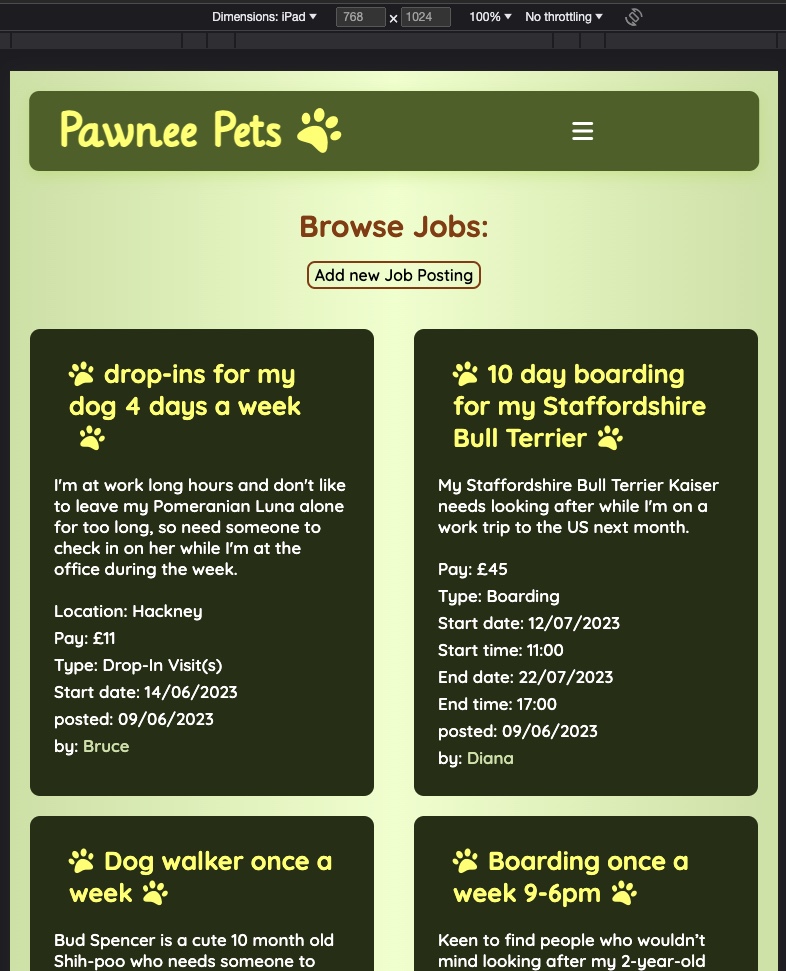 Dimensions: iPad 768 x 1024 100% No throttling
Pawnee Pets
Browse Jobs:
Add new Job Posting
drop-ins for my
dog 4 days a week
I'm at work long hours and don't like
to leave my Pomeranian Luna alone
for too long, so need someone to
check in on her while I'm at the
office during the week.
Location: Hackney
Pay: £11
Type: Drop-In Visit(s)
Start date: 14/06/2023
posted: 09/06/2023
by: Bruce
10 day boarding
for my Staffordshire
Bull Terrier
My Staffordshire Bull Terrier Kaiser
needs looking after while I'm on a
work trip to the US next month.
Pay: £45
Type: Boarding
Start date: 12/07/2023
Start time: 11:00
End date: 22/07/2023
End time: 17:00
posted: 09/06/2023
by: Diana
Dog walker once a
week
Bud Spencer is a cute 10 month old
Shih-poo who needs someone to
Boarding once a
week 9-6pm
Keen to find people who wouldn’t
mind looking after my 2-year-old